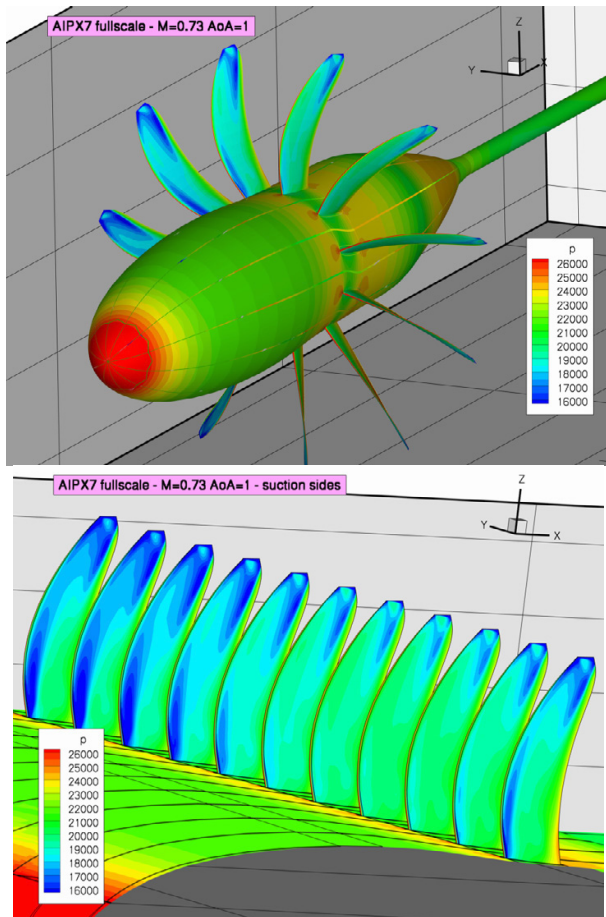 AIPX7 fullscale - M=0.73 AoA=1
Z
Y
X
p
26000
25000
24000
23000
22000
21000
20000
19000
18000
17000
16000
AIPX7 fullscale - M=0.73 AoA=1 - suction sides
Z
Y
X
p
26000
25000
24000
23000
22000
21000
20000
19000
18000
17000
16000